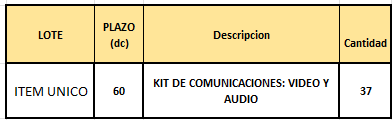 LOTE
PLAZO
(dc)
Descripcion
Cantidad
ITEM UNICO
60
KIT DE COMUNICACIONES: VIDEO Y
AUDIO
37